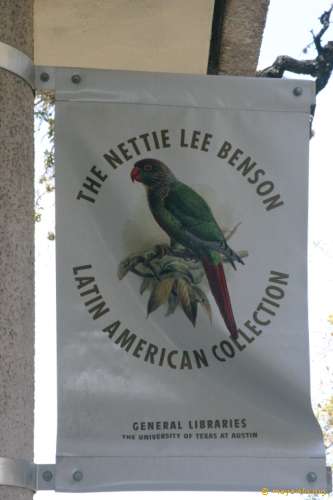 THE NETTIE LEE BENSON
LATIN AMERICAN COLLECTION
GENERAL LIBRARIES
THE UNIVERSITY OF TEXAS AT AUSTIN